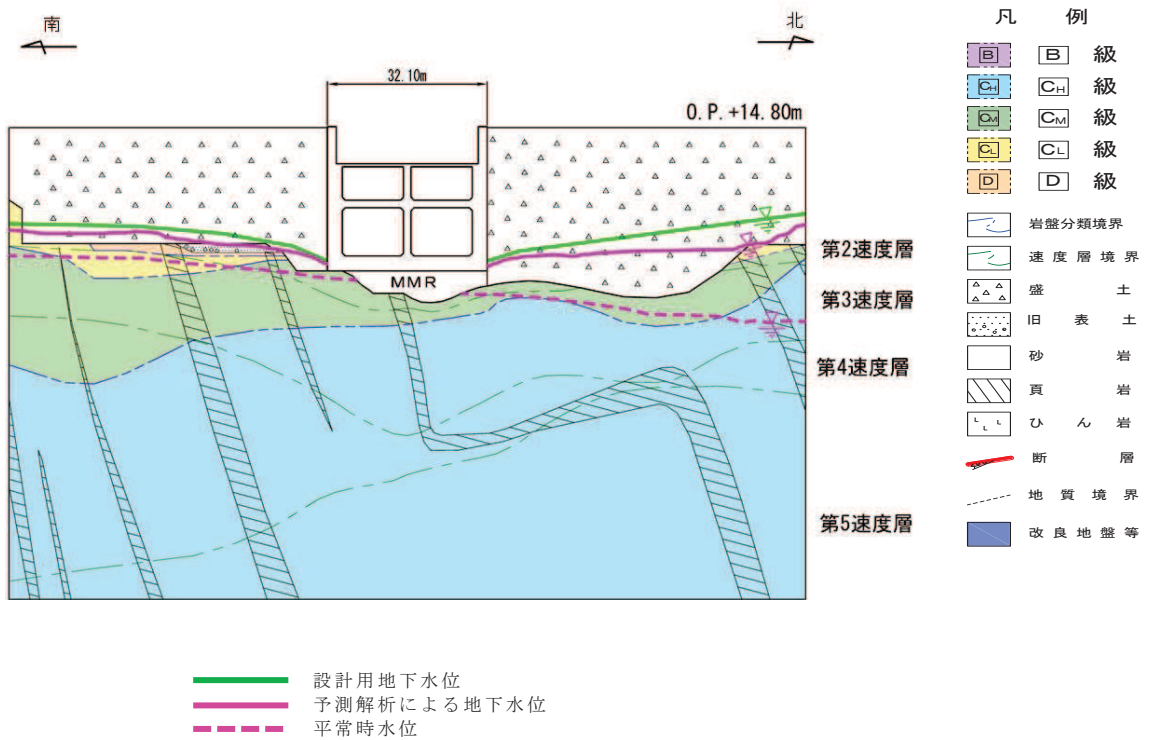 南
北
32.10m
O.P.+14.80m
MMR
第2速度層
第3速度層
第4速度層
第5速度層
凡 例
B B 級
CH CH 級
CM CM 級
CL CL 級
D D 級
岩盤分類境界
速度層境界
盛 土
旧 表 土
砂 岩
頁 岩
ひ ん 岩
断 層
地 質 境 界
改 良 地 盤 等
設計用地下水位
予測解析による地下水位
平常時水位